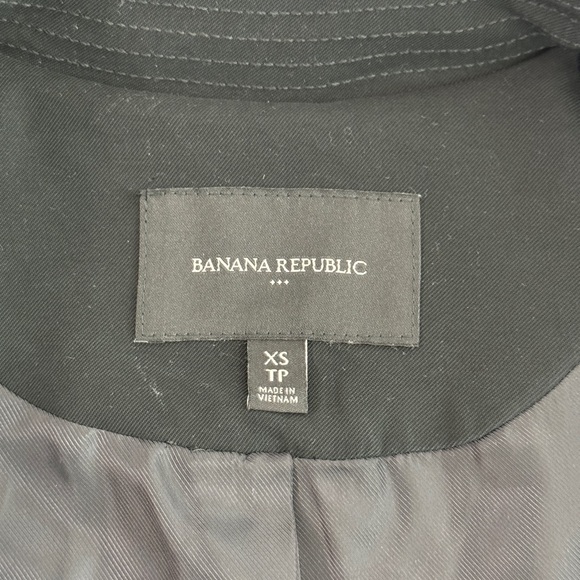 BANANA REPUBLIC
XS
TP
MADE IN
VIETNAM